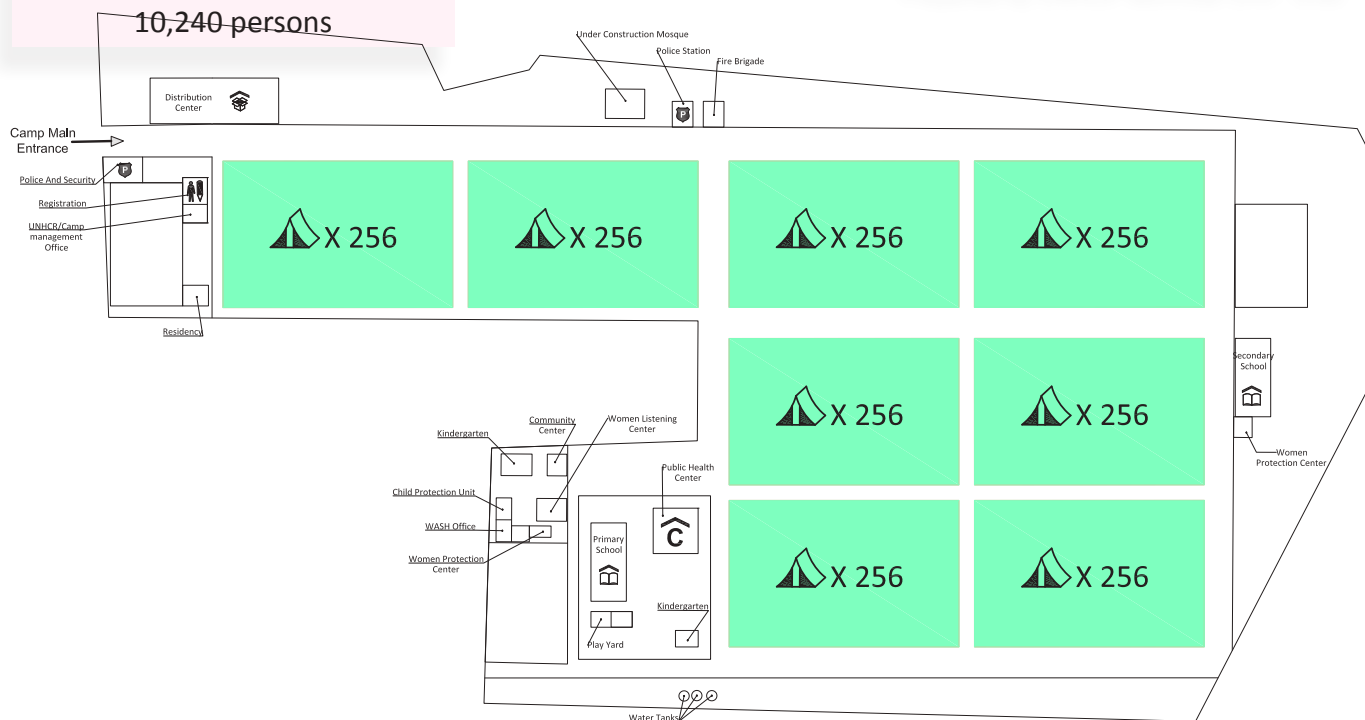 10,240 persons
Under Construction Mosque
Police Station
Fire Brigade
Distribution
Center
Camp Main
Entrance
P
P
Police And Security
Registration
UNHCR/Camp
management
Office
Residency
X 256
X 256
X 256
X 256
X 256
X 256
Secondary
School
Women
Protection Center
Kindergarten
Community
Center
Women Listening
Center
Public Health
Center
C
Child Protection Unit
WASH Office
Women Protection
Center
Primary
School
Kindergarten
Play Yard
X 256
X 256
Water Tanks